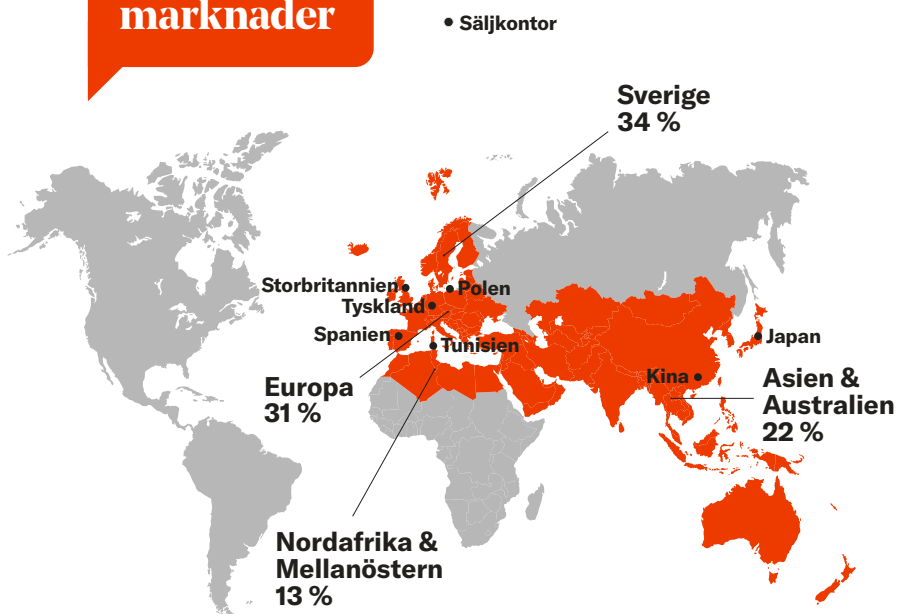 marknader
Säljkontor
Sverige
34 %
Storbritannien
Polen
Tyskland
Spanien
Tunisien
Japan
Kina
Europa
31 %
Asien &
Australien
22 %
Nordafrika &
Mellanöstern
13 %